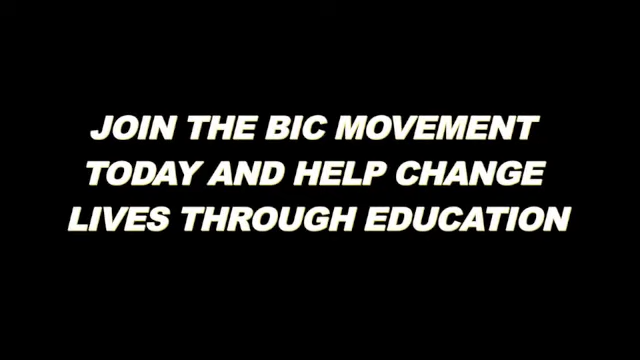 JOIN THE BIC MOVEMENT
TODAY AND HELP CHANGE
LIVES THROUGH EDUCATION